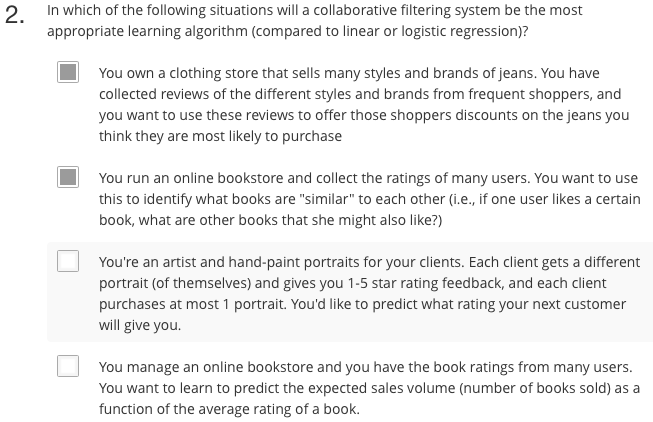 2. In which of the following situations will a collaborative filtering system be the most
appropriate learning algorithm (compared to linear or logistic regression)?
You own a clothing store that sells many styles and brands of jeans. You have
collected reviews of the different styles and brands from frequent shoppers, and
you want to use these reviews to offer those shoppers discounts on the jeans you
think they are most likely to purchase
You run an online bookstore and collect the ratings of many users. You want to use
this to identify what books are "similar" to each other (i.e., if one user likes a certain
book, what are other books that she might also like?)
You're an artist and hand-paint portraits for your clients. Each client gets a different
portrait (of themselves) and gives you 1-5 star rating feedback, and each client
purchases at most 1 portrait. You'd like to predict what rating your next customer
will give you.
You manage an online bookstore and you have the book ratings from many users.
You want to learn to predict the expected sales volume (number of books sold) as a
function of the average rating of a book.